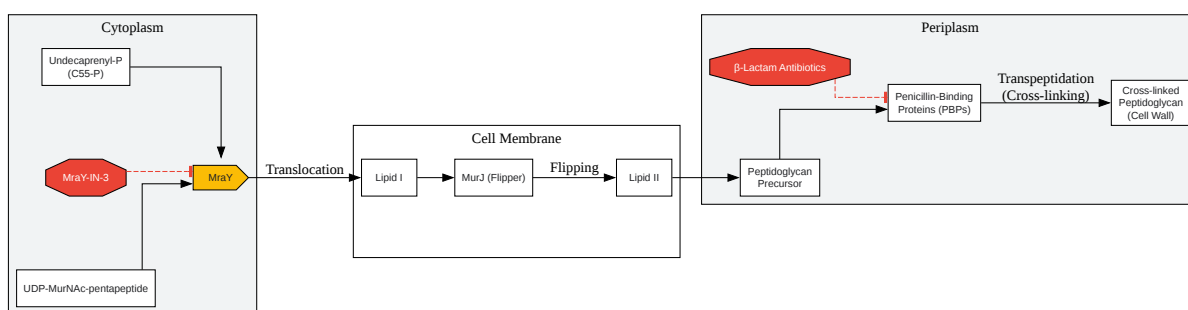 Cytoplasm
Undecaprenyl-P
(C55-P)
MraY-IN-3
MraY
UDP-MurNAc-pentapeptide
Translocation
Cell Membrane
Lipid I
MurJ (Flipper)
Flipping
Lipid II
Periplasm
β-Lactam Antibiotics
Peptidoglycan
Precursor
Penicillin-Binding
Proteins (PBPs)
Transpeptidation
(Cross-linking)
Cross-linked
Peptidoglycan
(Cell Wall)